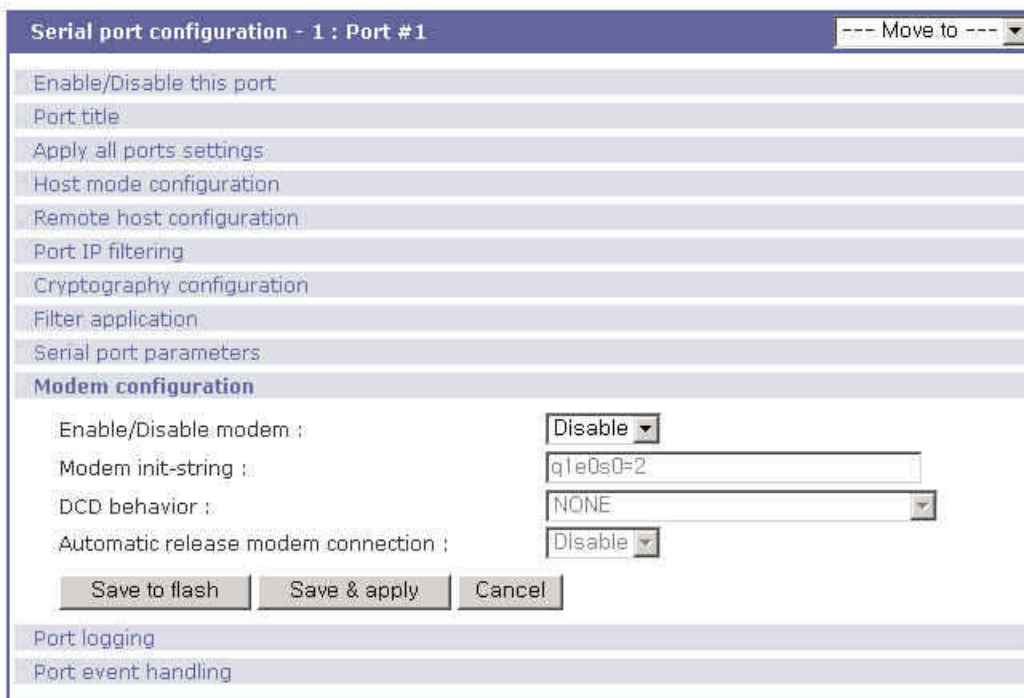 Serial port configuration - 1 : Port #1 --- Move to ---
Enable/Disable this port
Port title
Apply all ports settings
Host mode configuration
Remote host configuration
Port IP filtering
Cryptography configuration
Filter application
Serial port parameters
Modem configuration
Enable/Disable modem : Disable
Modem init-string : q1e0s0=2
DCD behavior : NONE
Automatic release modem connection : Disable
Save to flash Save & apply Cancel
Port logging
Port event handling